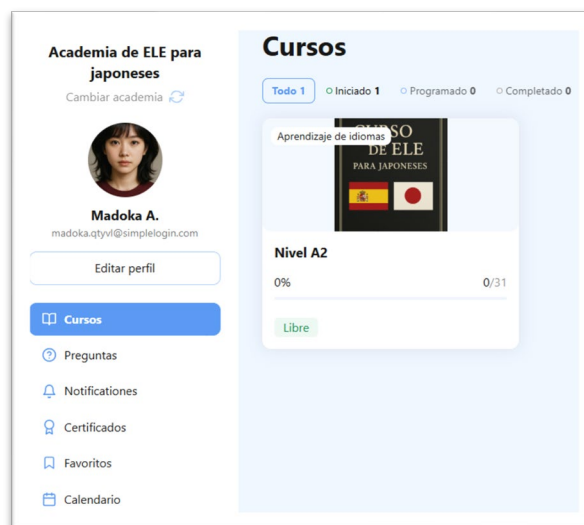 Academia de ELE para
japoneses
Cambiar academia
Madoka A.
madoka.qtyvl@simplelogin.com
Editar perfil
Cursos
Preguntas
Notificationes
Certificados
Favoritos
Calendario
Cursos
Todo 1
Iniciado 1
Programado 0
Completado 0
Aprendizaje de idiomas
CURSO
DE ELE
PARA JAPONESES
Nivel A2
0%
0/31
Libre